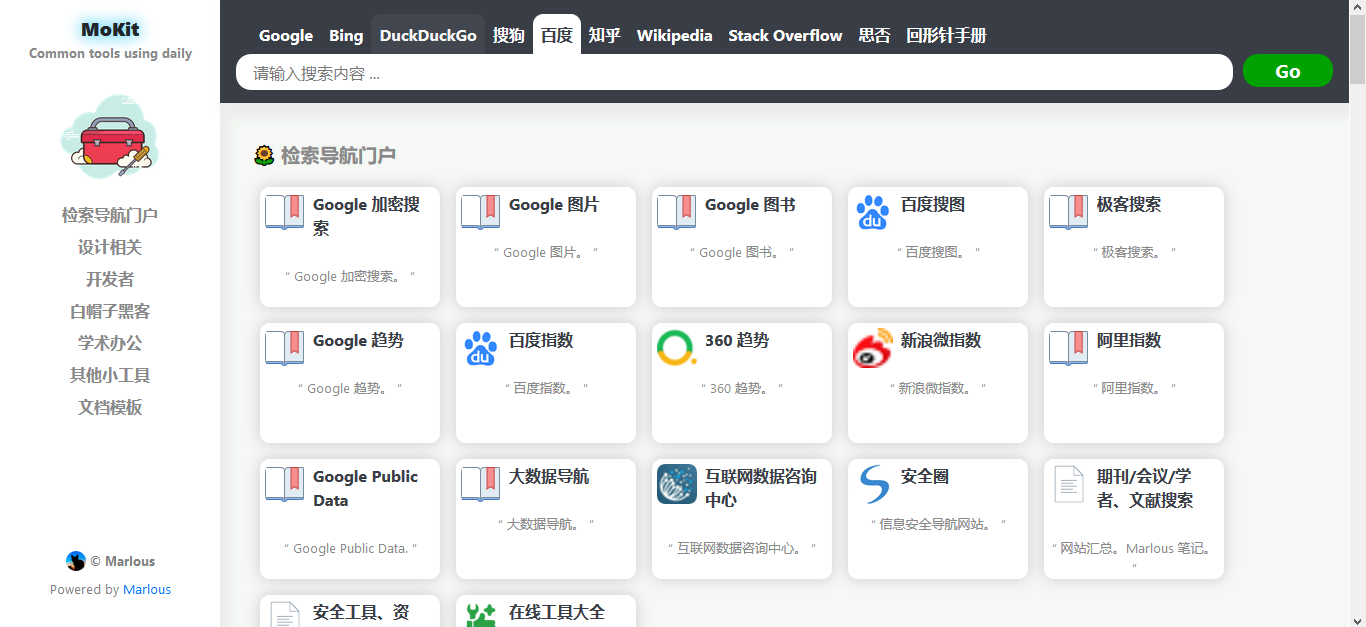 MoKit
Common tools using daily
检索导航门户
设计相关
开发者
白帽子黑客
学术办公
其他小工具
文档模板
© Marlous
Powered by Marlous
Google Bing DuckDuckGo 搜狗 百度 知乎 Wikipedia Stack Overflow 思否 回形针手册
请输入搜索内容 ... Go
检索导航门户
Google 加密搜
索
“ Google 加密搜索。 ”
Google 图片
“ Google 图片。 ”
Google 图书
“ Google 图书。 ”
du
百度搜图
“ 百度搜图。 ”
极客搜索
“ 极客搜索。 ”
Google 趋势
“ Google 趋势。 ”
du
百度指数
“ 百度指数。 ”
360 趋势
“ 360 趋势。 ”
新浪微指数
“ 新浪微指数。 ”
阿里指数
“ 阿里指数。 ”
Google Public
Data
“ Google Public Data. ”
大数据导航
“ 大数据导航。 ”
互联网数据咨询
中心
“ 互联网数据咨询中心。 ”
安全圈
“ 信息安全导航网站。 ”
期刊/会议/学
者、文献搜索
“ 网站汇总。Marlous 笔记。
”
安全工具、资
在线工具大全